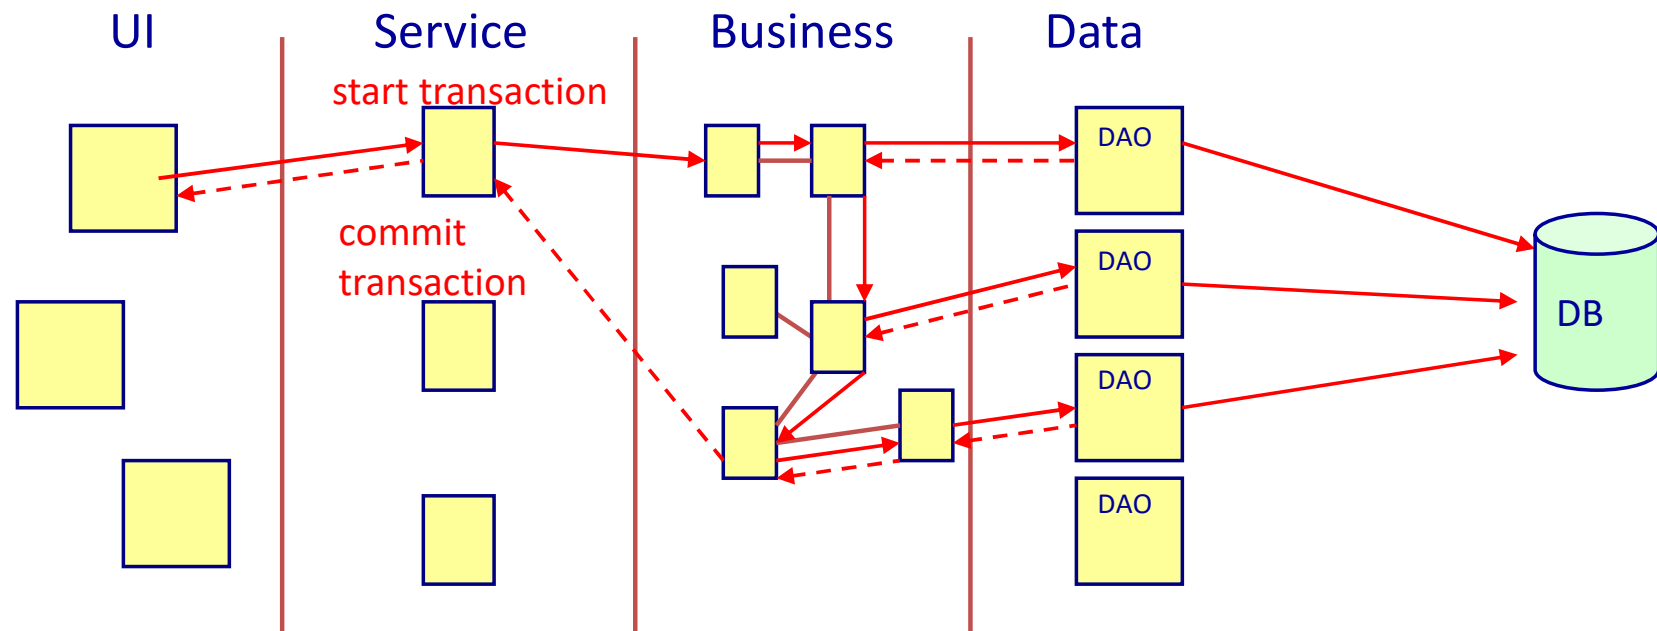 UI
Service
Business
Data
start transaction
commit
transaction
DAO
DAO
DAO
DAO
DB